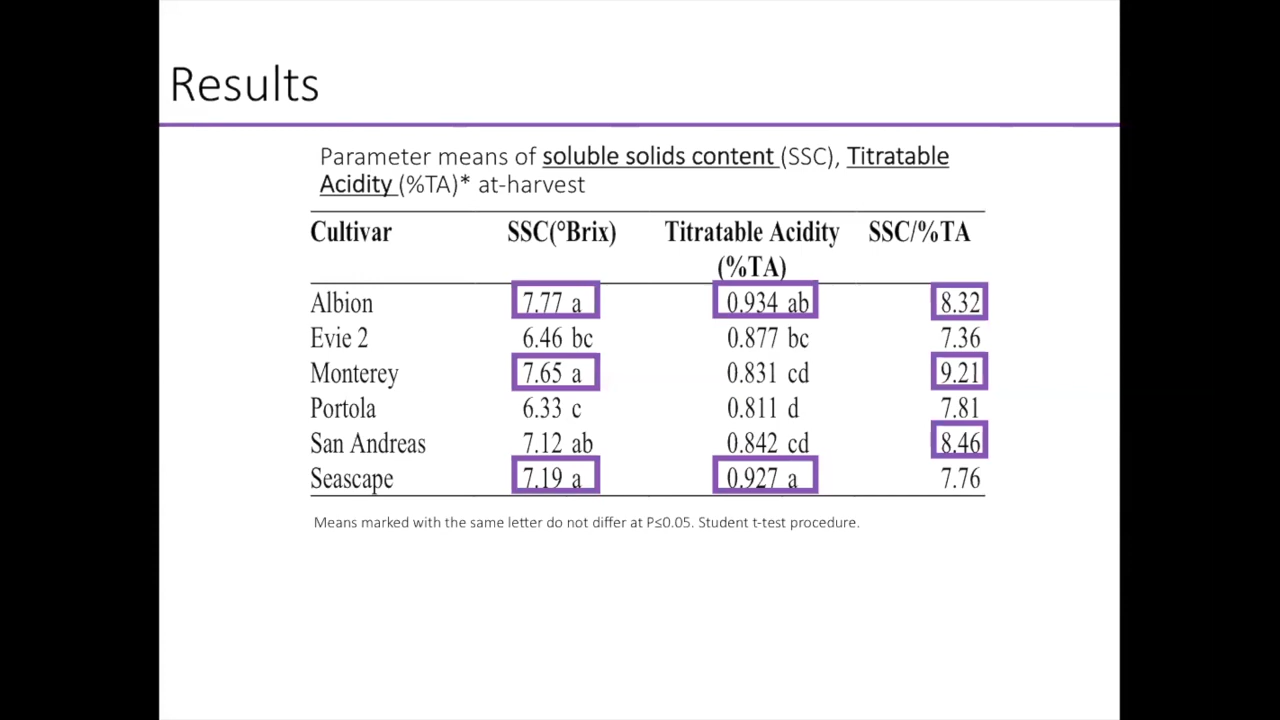 Results
Parameter means of soluble solids content (SSC), Titratable
Acidity (%TA)* at-harvest
Cultivar SSC(°Brix) Titratable Acidity SSC/%TA
(%TA)
Albion 7.77 a 0.934 ab 8.32
Evie 2 6.46 bc 0.877 bc 7.36
Monterey 7.65 a 0.831 cd 9.21
Portola 6.33 c 0.811 d 7.81
San Andreas 7.12 ab 0.842 cd 8.46
Seascape 7.19 a 0.927 a 7.76
Means marked with the same letter do not differ at P≤0.05. Student t-test procedure.